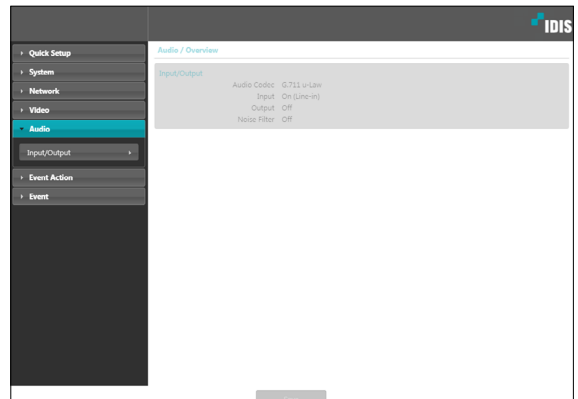 IDIS
Quick Setup
System
Network
Video
Audio
Input/Output
Event Action
Event
Audio / Overview
Input/Output
Audio Codec G.711 u-Law
Input On (Line-in)
Output Off
Noise Filter Off